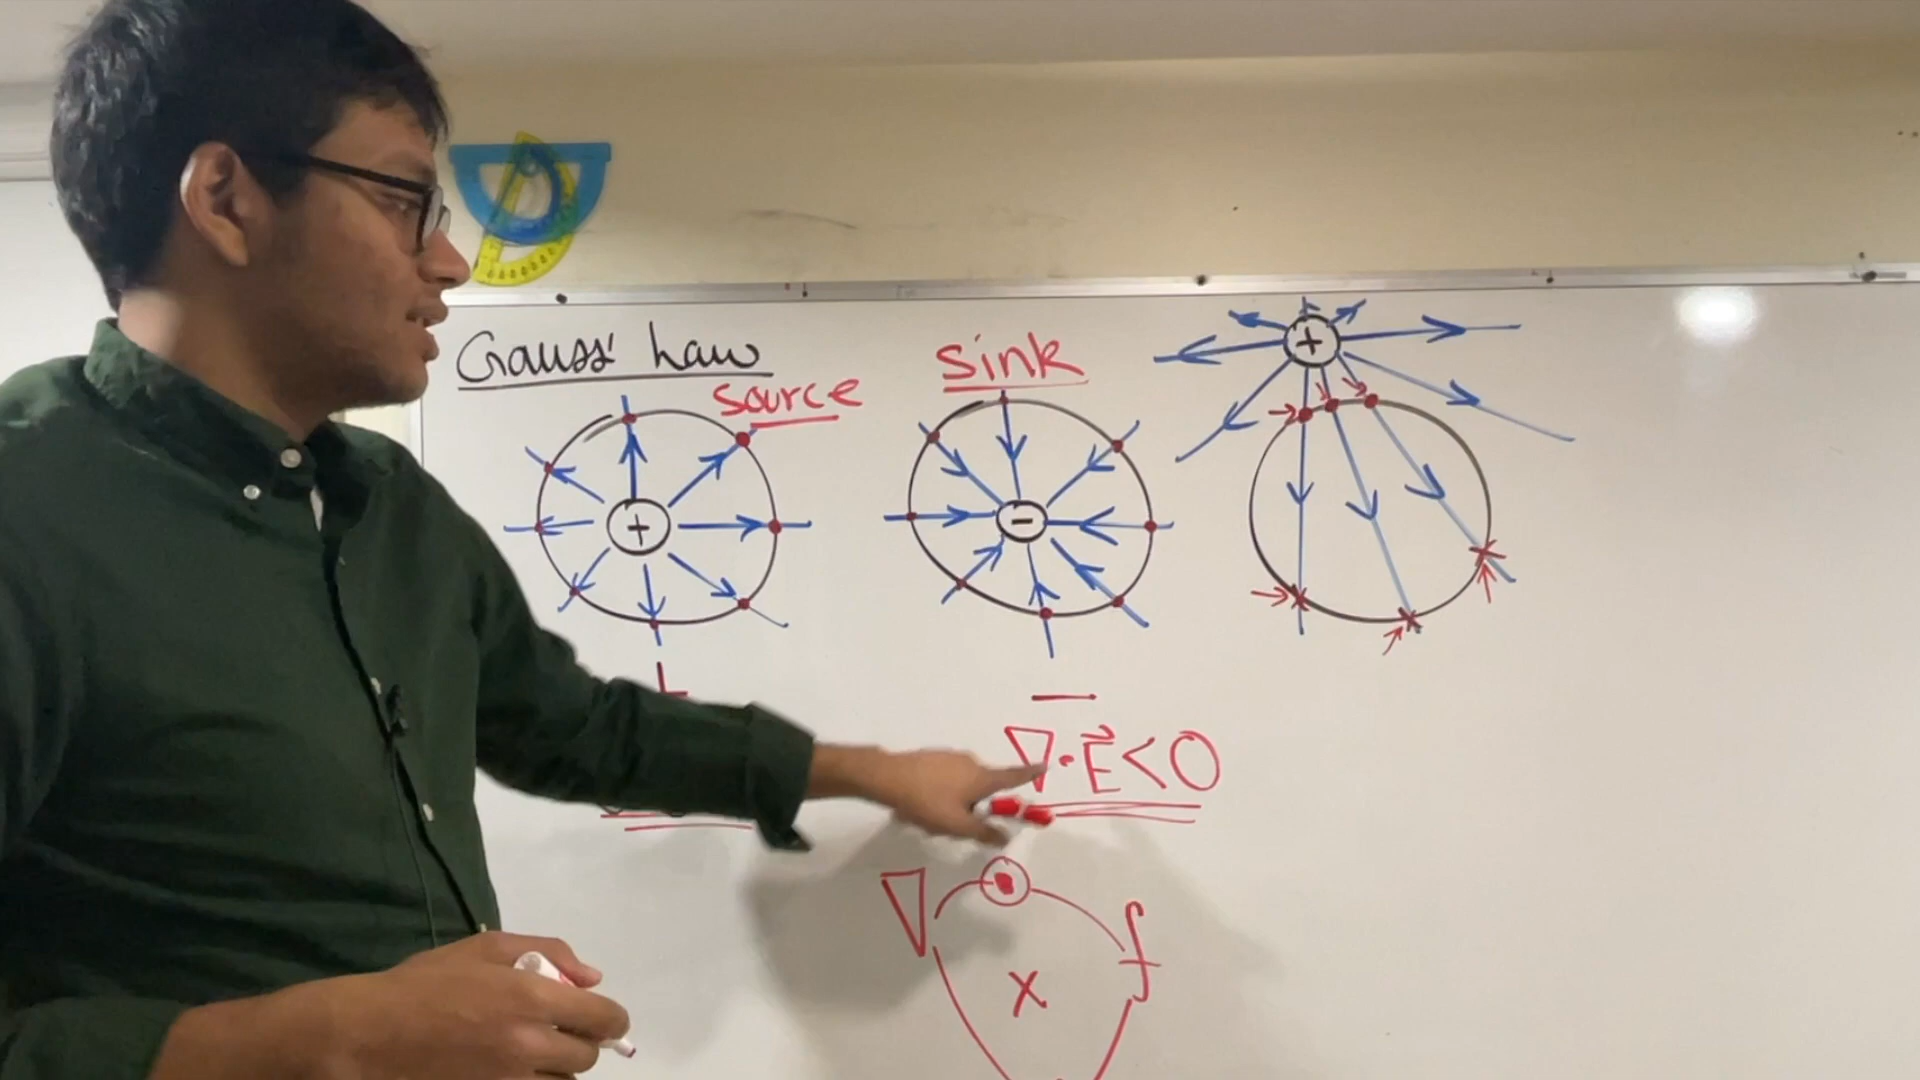 Gauss' Law
source
sink
+
+
-
+
−
∇·E⃗<0
∇
f
x